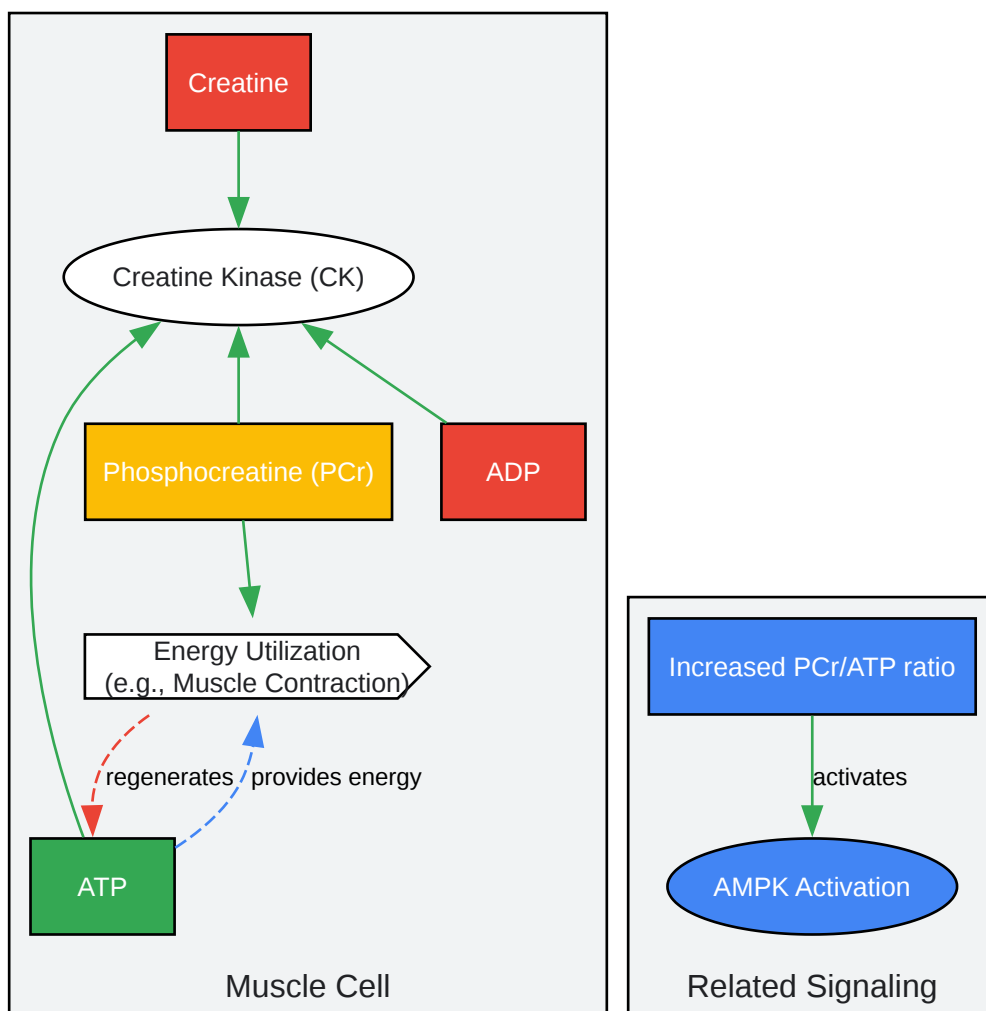 Creatine
Creatine Kinase (CK)
Phosphocreatine (PCr)
ADP
Energy Utilization
(e.g., Muscle Contraction)
regenerates
provides energy
ATP
Muscle Cell
Increased PCr/ATP ratio
activates
AMPK Activation
Related Signaling